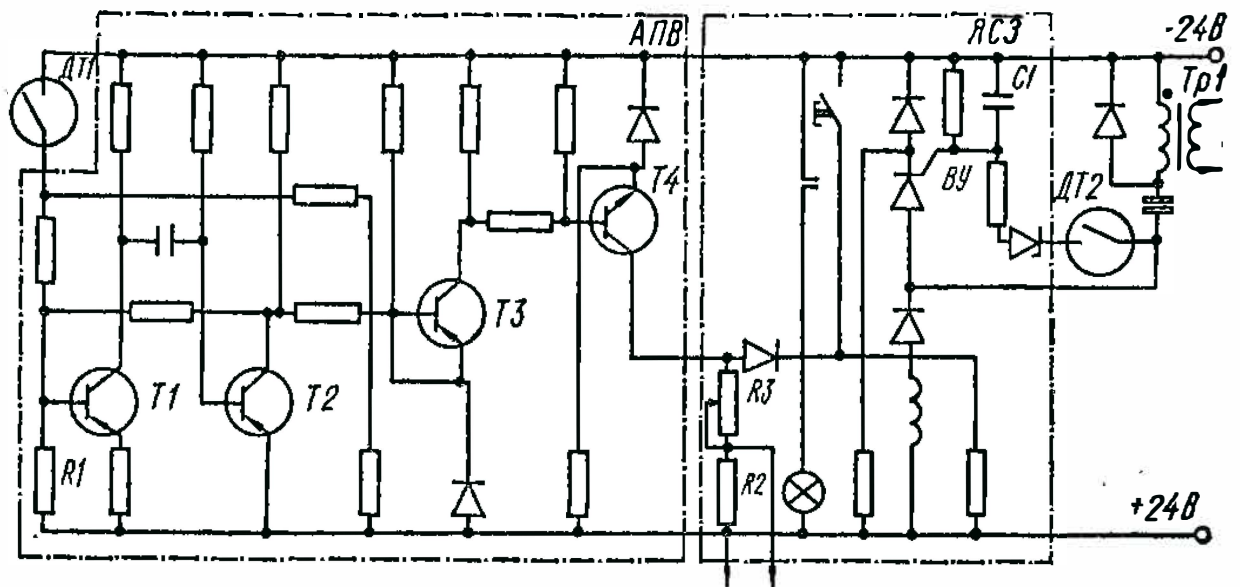 АПВ
ЯСЗ
-24В
ДТ1
С1
Тр1
Т4
ВУ
ДТ2
Т3
Т1
Т2
R3
R1
R2
+24В